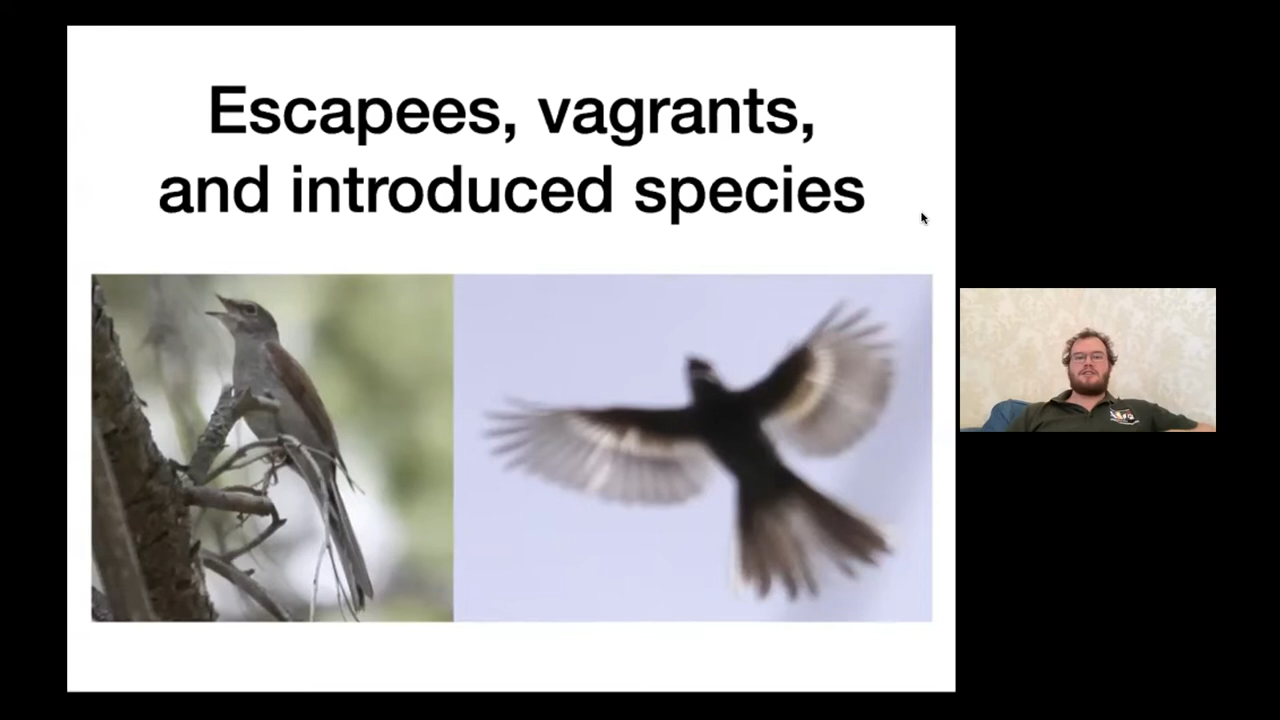 Escapees, vagrants,
and introduced species